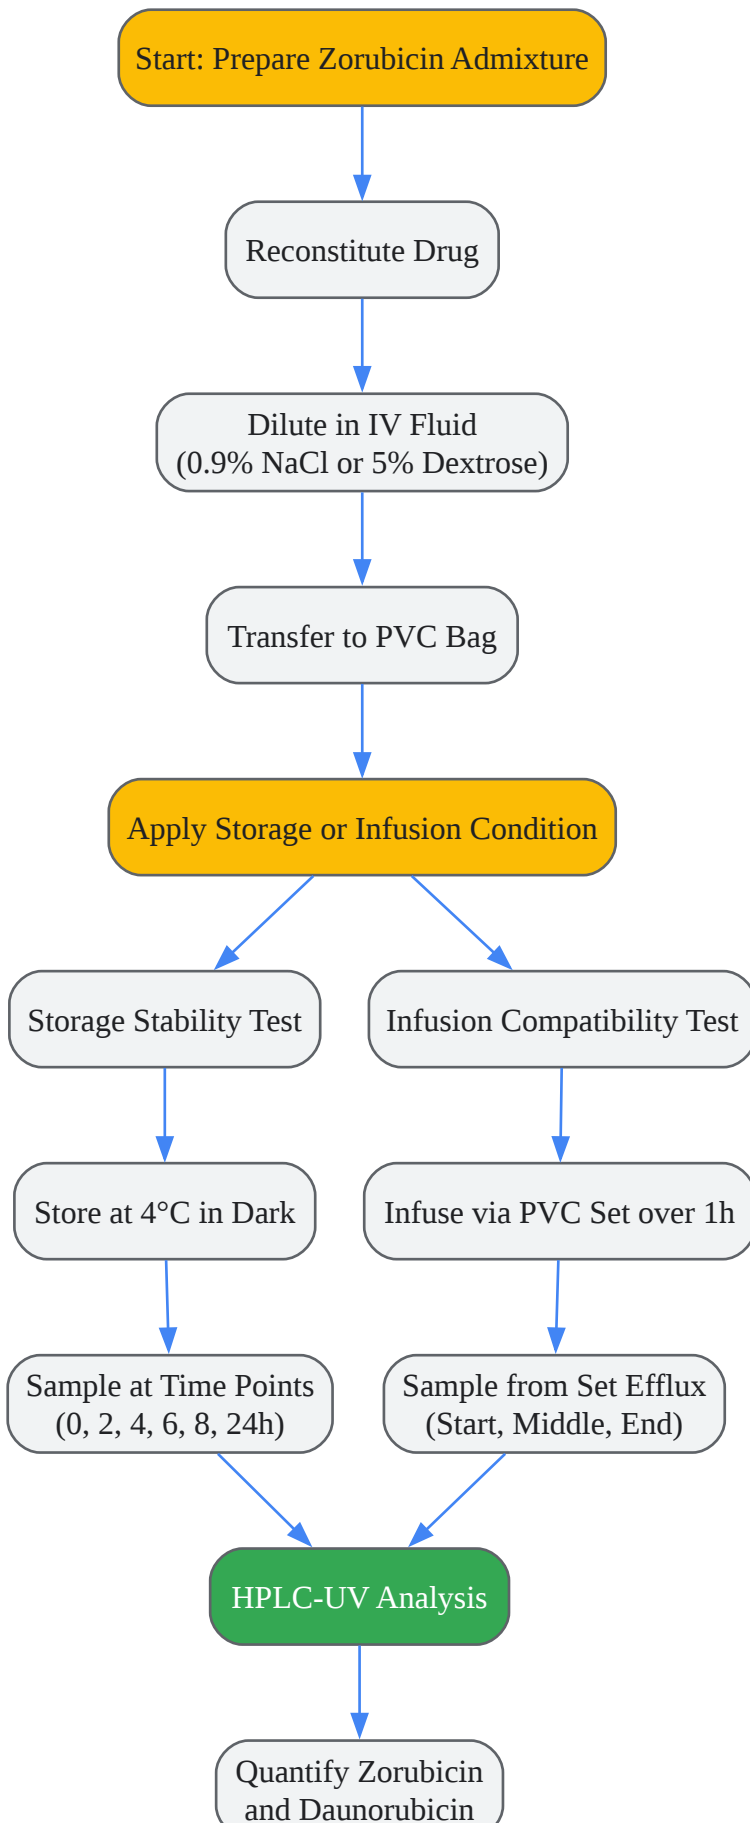 Start: Prepare Zorubicin Admixture
Reconstitute Drug
Dilute in IV Fluid
(0.9% NaCl or 5% Dextrose)
Transfer to PVC Bag
Apply Storage or Infusion Condition
Storage Stability Test
Infusion Compatibility Test
Store at 4°C in Dark
Infuse via PVC Set over 1h
Sample at Time Points
(0, 2, 4, 6, 8, 24h)
Sample from Set Efflux
(Start, Middle, End)
HPLC-UV Analysis
Quantify Zorubicin
and Daunorubicin